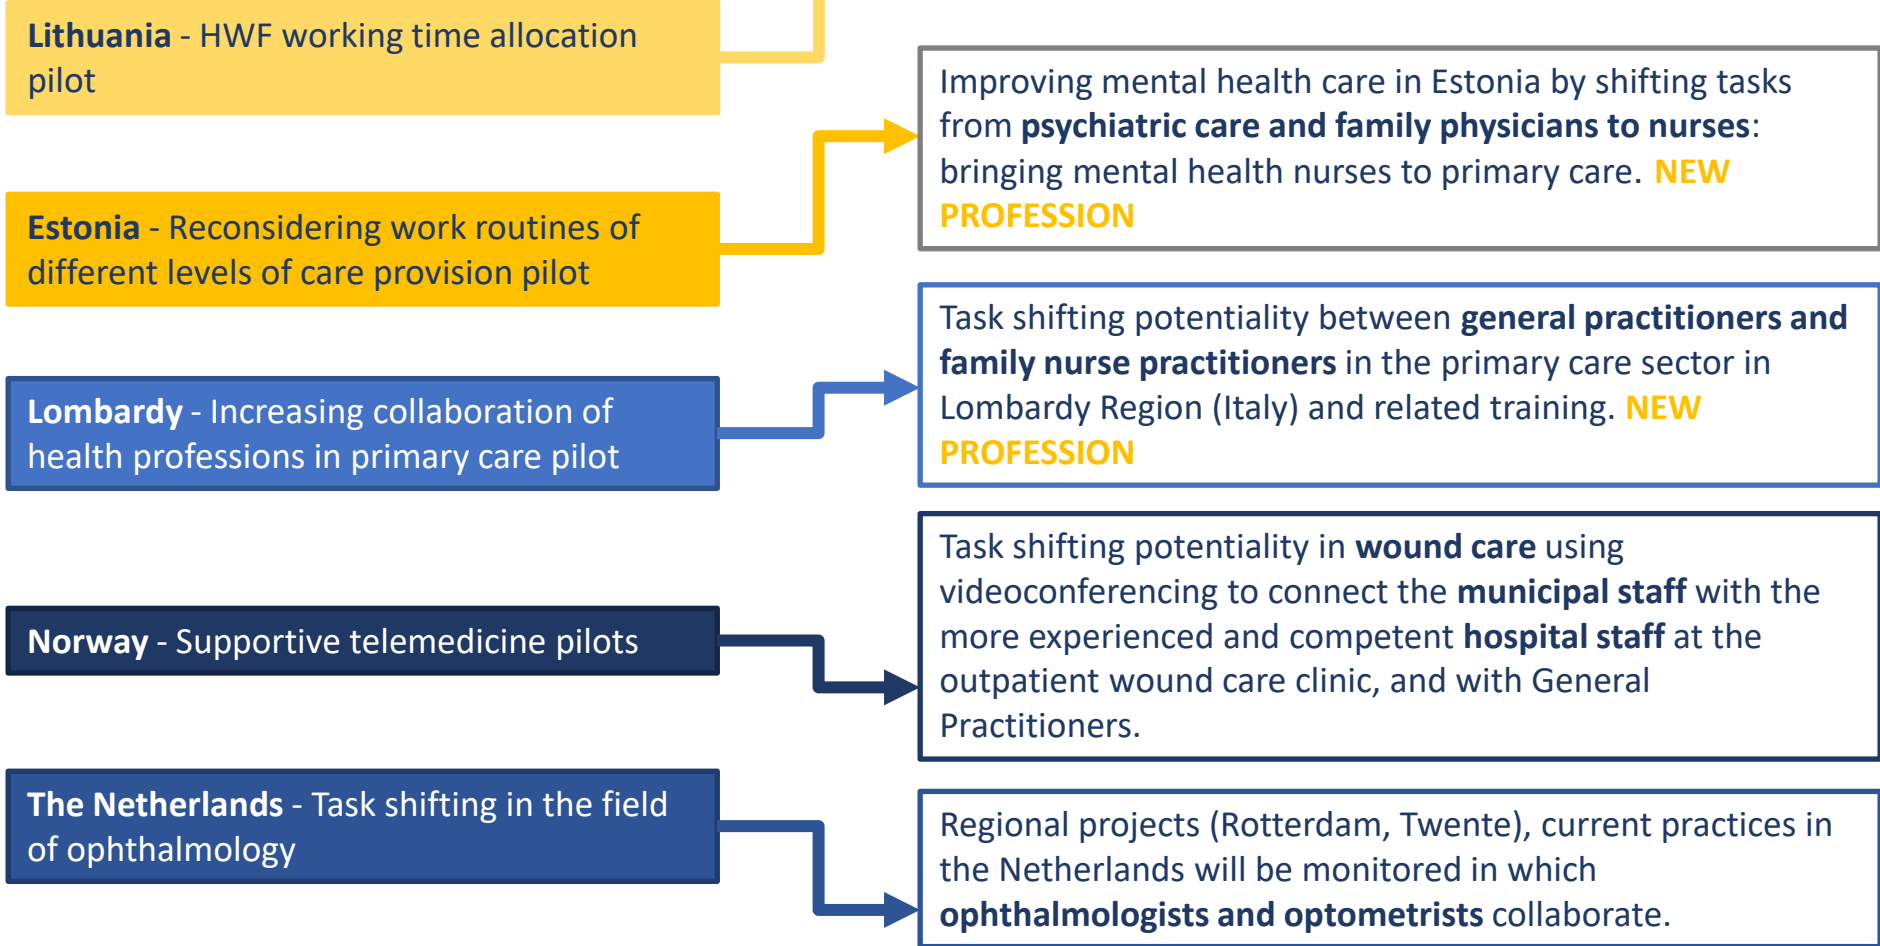 Lithuania - HWF working time allocation
pilot
Improving mental health care in Estonia by shifting tasks
from psychiatric care and family physicians to nurses:
bringing mental health nurses to primary care. NEW
PROFESSION
Estonia - Reconsidering work routines of
different levels of care provision pilot
Task shifting potentiality between general practitioners and
family nurse practitioners in the primary care sector in
Lombardy Region (Italy) and related training. NEW
PROFESSION
Lombardy - Increasing collaboration of
health professions in primary care pilot
Task shifting potentiality in wound care using
videoconferencing to connect the municipal staff with the
more experienced and competent hospital staff at the
outpatient wound care clinic, and with General
Practitioners.
Norway - Supportive telemedicine pilots
The Netherlands - Task shifting in the field
of ophthalmology
Regional projects (Rotterdam, Twente), current practices in
the Netherlands will be monitored in which
ophthalmologists and optometrists collaborate.